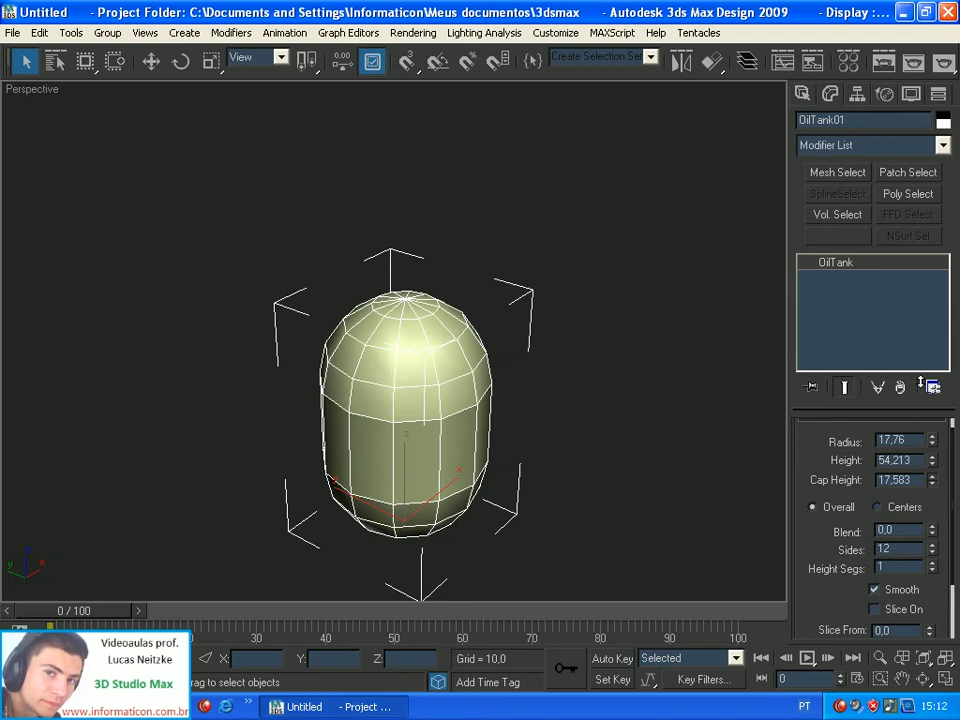 Untitled - Project Folder: C:\Documents and Settings\Informaticon\Meus documentos\3dsmax - Autodesk 3ds Max Design 2009 - Display :...
File Edit Tools Group Views Create Modifiers Animation Graph Editors Rendering Lighting Analysis Customize MAXScript Help Tentacles
View Create Selection Set
Perspective
OilTank01
Modifier List
Mesh Select Patch Select
SplineSelect Poly Select
Vol. Select FFD Select
NSurf Sel
OilTank
Radius: 17,76
Height: 54,213
Cap Height: 17,583
Overall Centers
Blend: 0,0
Sides: 12
Height Segs: 1
Smooth
Slice On
Slice From: 0,0
z
x
z
y x
0 / 100
30 40 50 60 70 80 90 100
X: Y: Z: Grid = 10,0 Auto Key Selected
drag to select objects Add Time Tag Set Key Key Filters... 0
Videoaulas prof.
Lucas Neitzke
3D Studio Max
www.informaticon.com.br
Untitled - Project ... PT 15:12